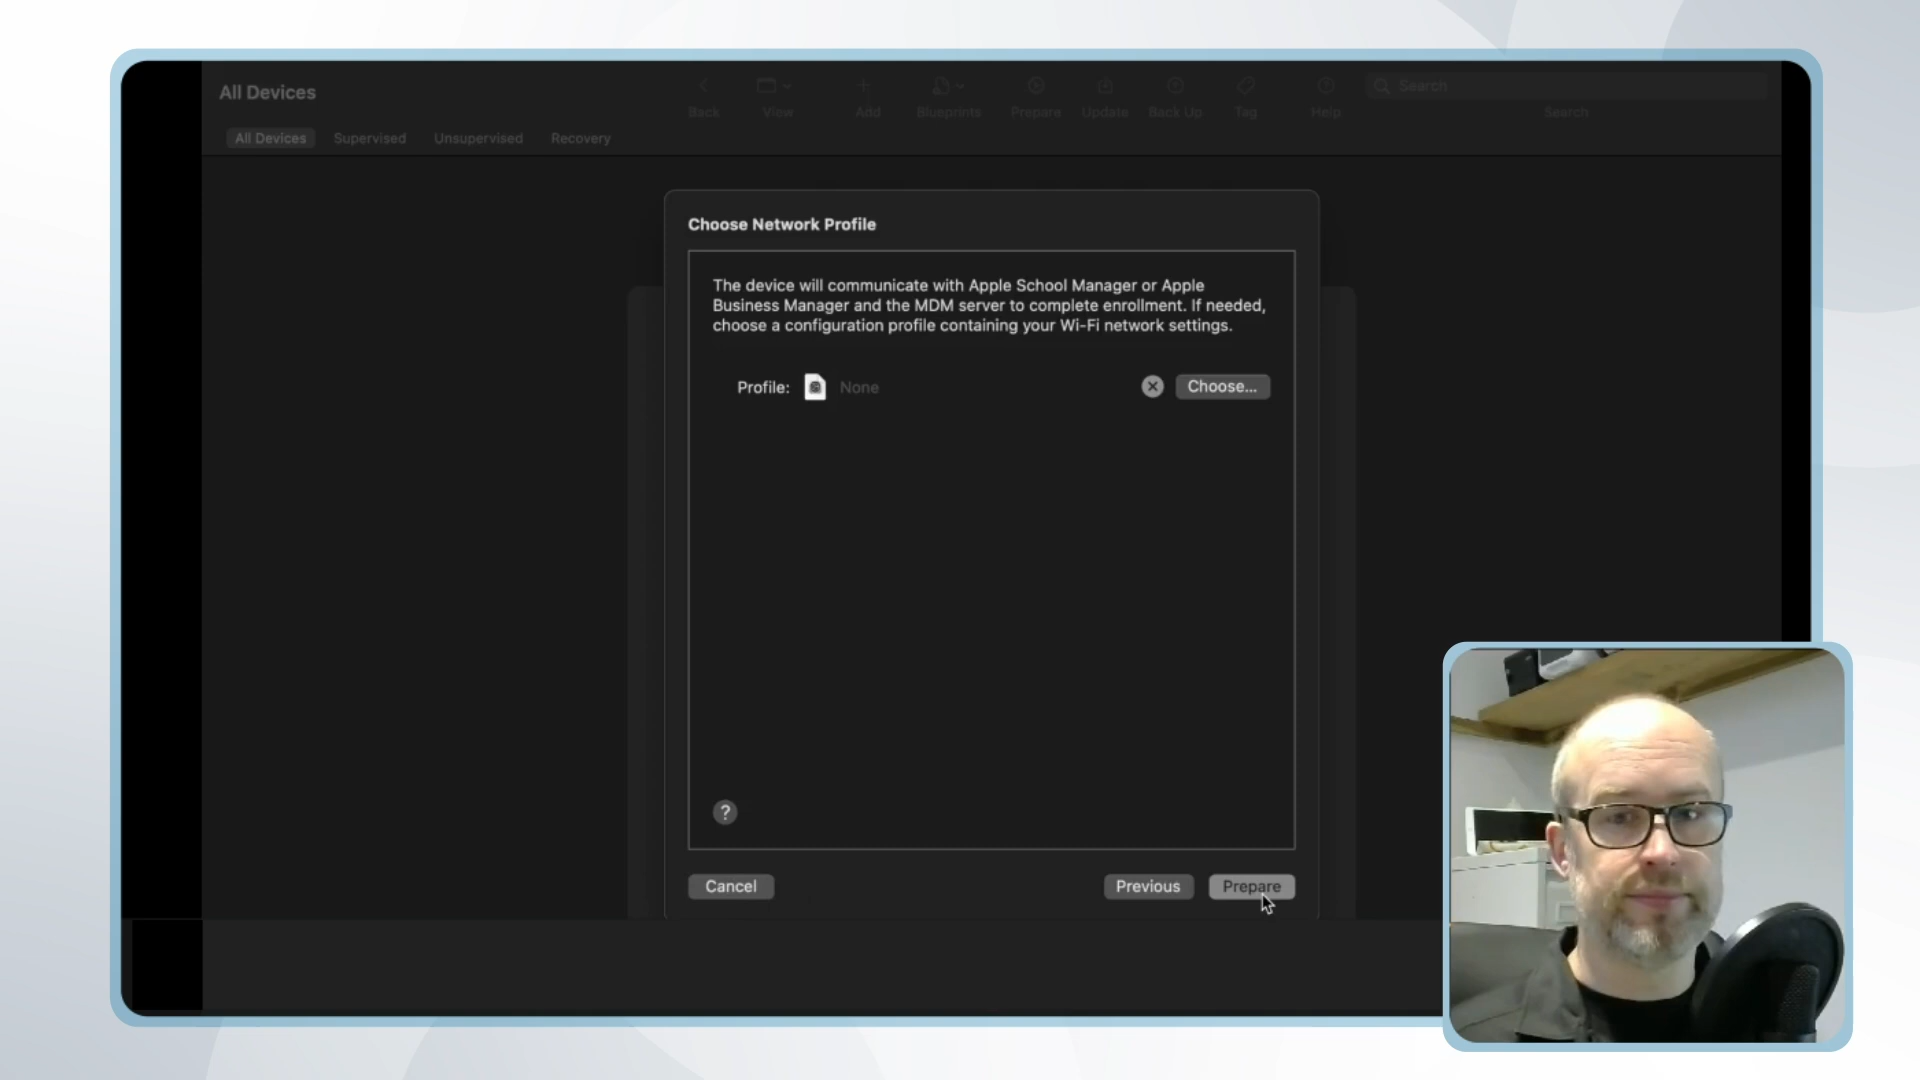 All Devices
Back
View
Add
Blueprints
Prepare
Update
Back Up
Tag
Help
Search
Search
All Devices
Supervised
Unsupervised
Recovery
Choose Network Profile
The device will communicate with Apple School Manager or Apple
Business Manager and the MDM server to complete enrollment. If needed,
choose a configuration profile containing your Wi-Fi network settings.
Profile:
None
Choose...
?
Cancel
Previous
Prepare